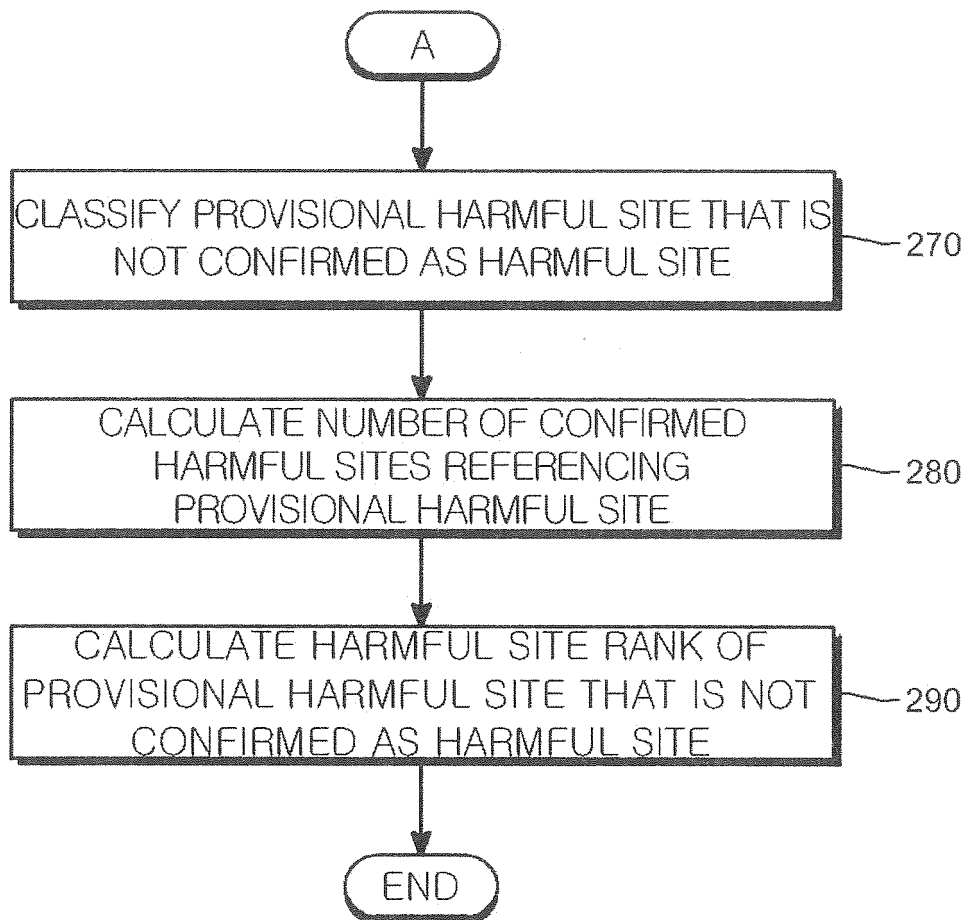 A
CLASSIFY PROVISIONAL HARMFUL SITE THAT IS
NOT CONFIRMED AS HARMFUL SITE
270
CALCULATE NUMBER OF CONFIRMED
HARMFUL SITES REFERENCING
PROVISIONAL HARMFUL SITE
280
CALCULATE HARMFUL SITE RANK OF
PROVISIONAL HARMFUL SITE THAT IS NOT
CONFIRMED AS HARMFUL SITE
290
END